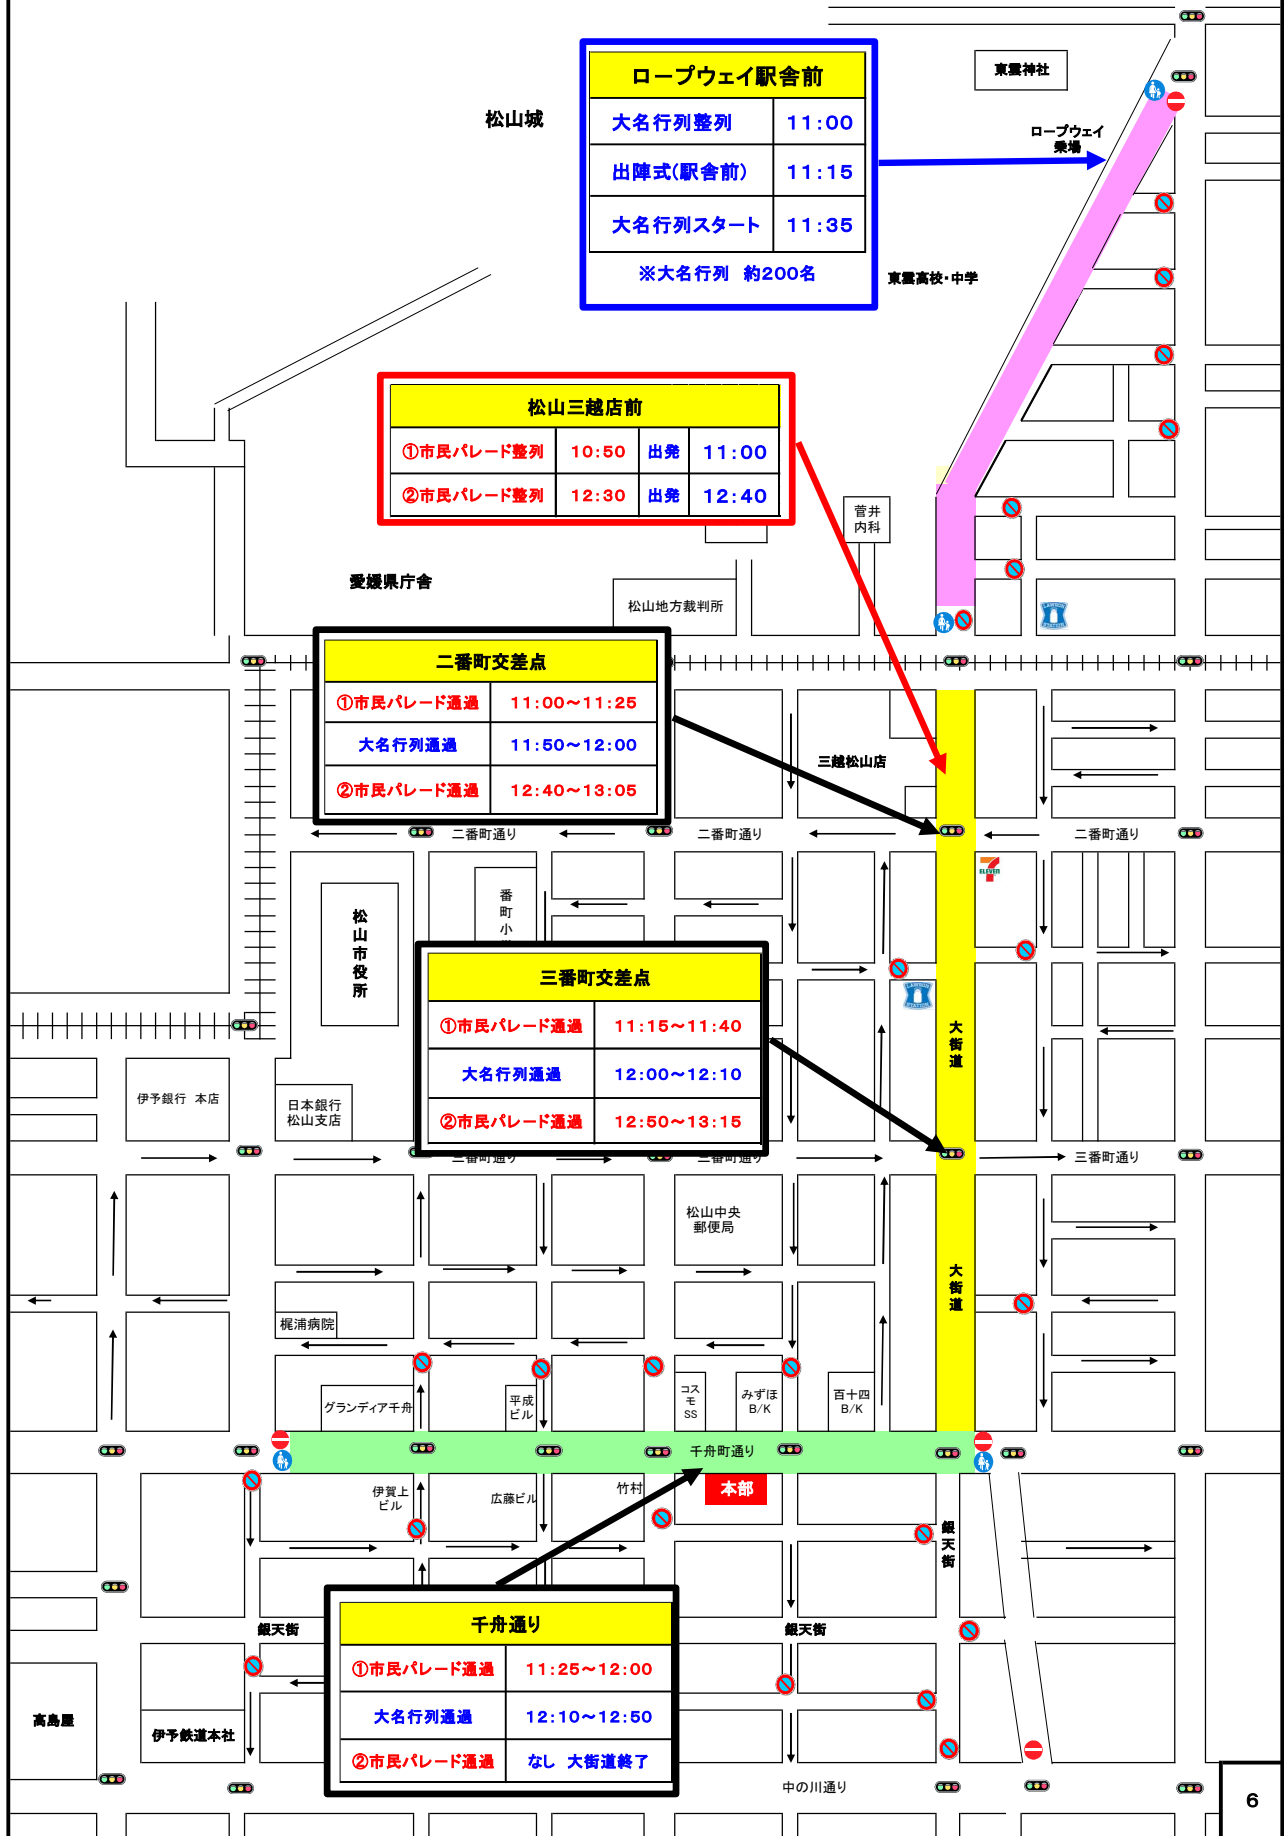 東雲神社
ロープウェイ駅舎前
大名行列整列 11:00
出陣式(駅舎前) 11:15
大名行列スタート 11:35
※大名行列 約200名
松山城
ロープウェイ
乗場
東雲高校・中学
松山三越店前
①市民パレード整列 10:50 出発 11:00
②市民パレード整列 12:30 出発 12:40
菅井
内科
愛媛県庁舎
松山地方裁判所
LAWSON
STATION
二番町交差点
①市民パレード通過 11:00～11:25
大名行列通過 11:50～12:00
②市民パレード通過 12:40～13:05
三越松山店
二番町通り
二番町通り
二番町通り
7
ELEVEN
松山市役所
番町小
三番町交差点
①市民パレード通過 11:15～11:40
大名行列通過 12:00～12:10
②市民パレード通過 12:50～13:15
LAWSON
STATION
大街道
伊予銀行 本店
日本銀行
松山支店
三番町通り
三番町通り
三番町通り
松山中央
郵便局
大街道
梶浦病院
グランディア千舟
平成
ビル
コス
モ
SS
みずほ
B/K
百十四
B/K
千舟町通り
本部
伊賀上
ビル
広藤ビル
竹村
銀天街
千舟通り
①市民パレード通過 11:25～12:00
大名行列通過 12:10～12:50
②市民パレード通過 なし 大街道終了
銀天街
銀天街
高島屋
伊予鉄道本社
中の川通り
6